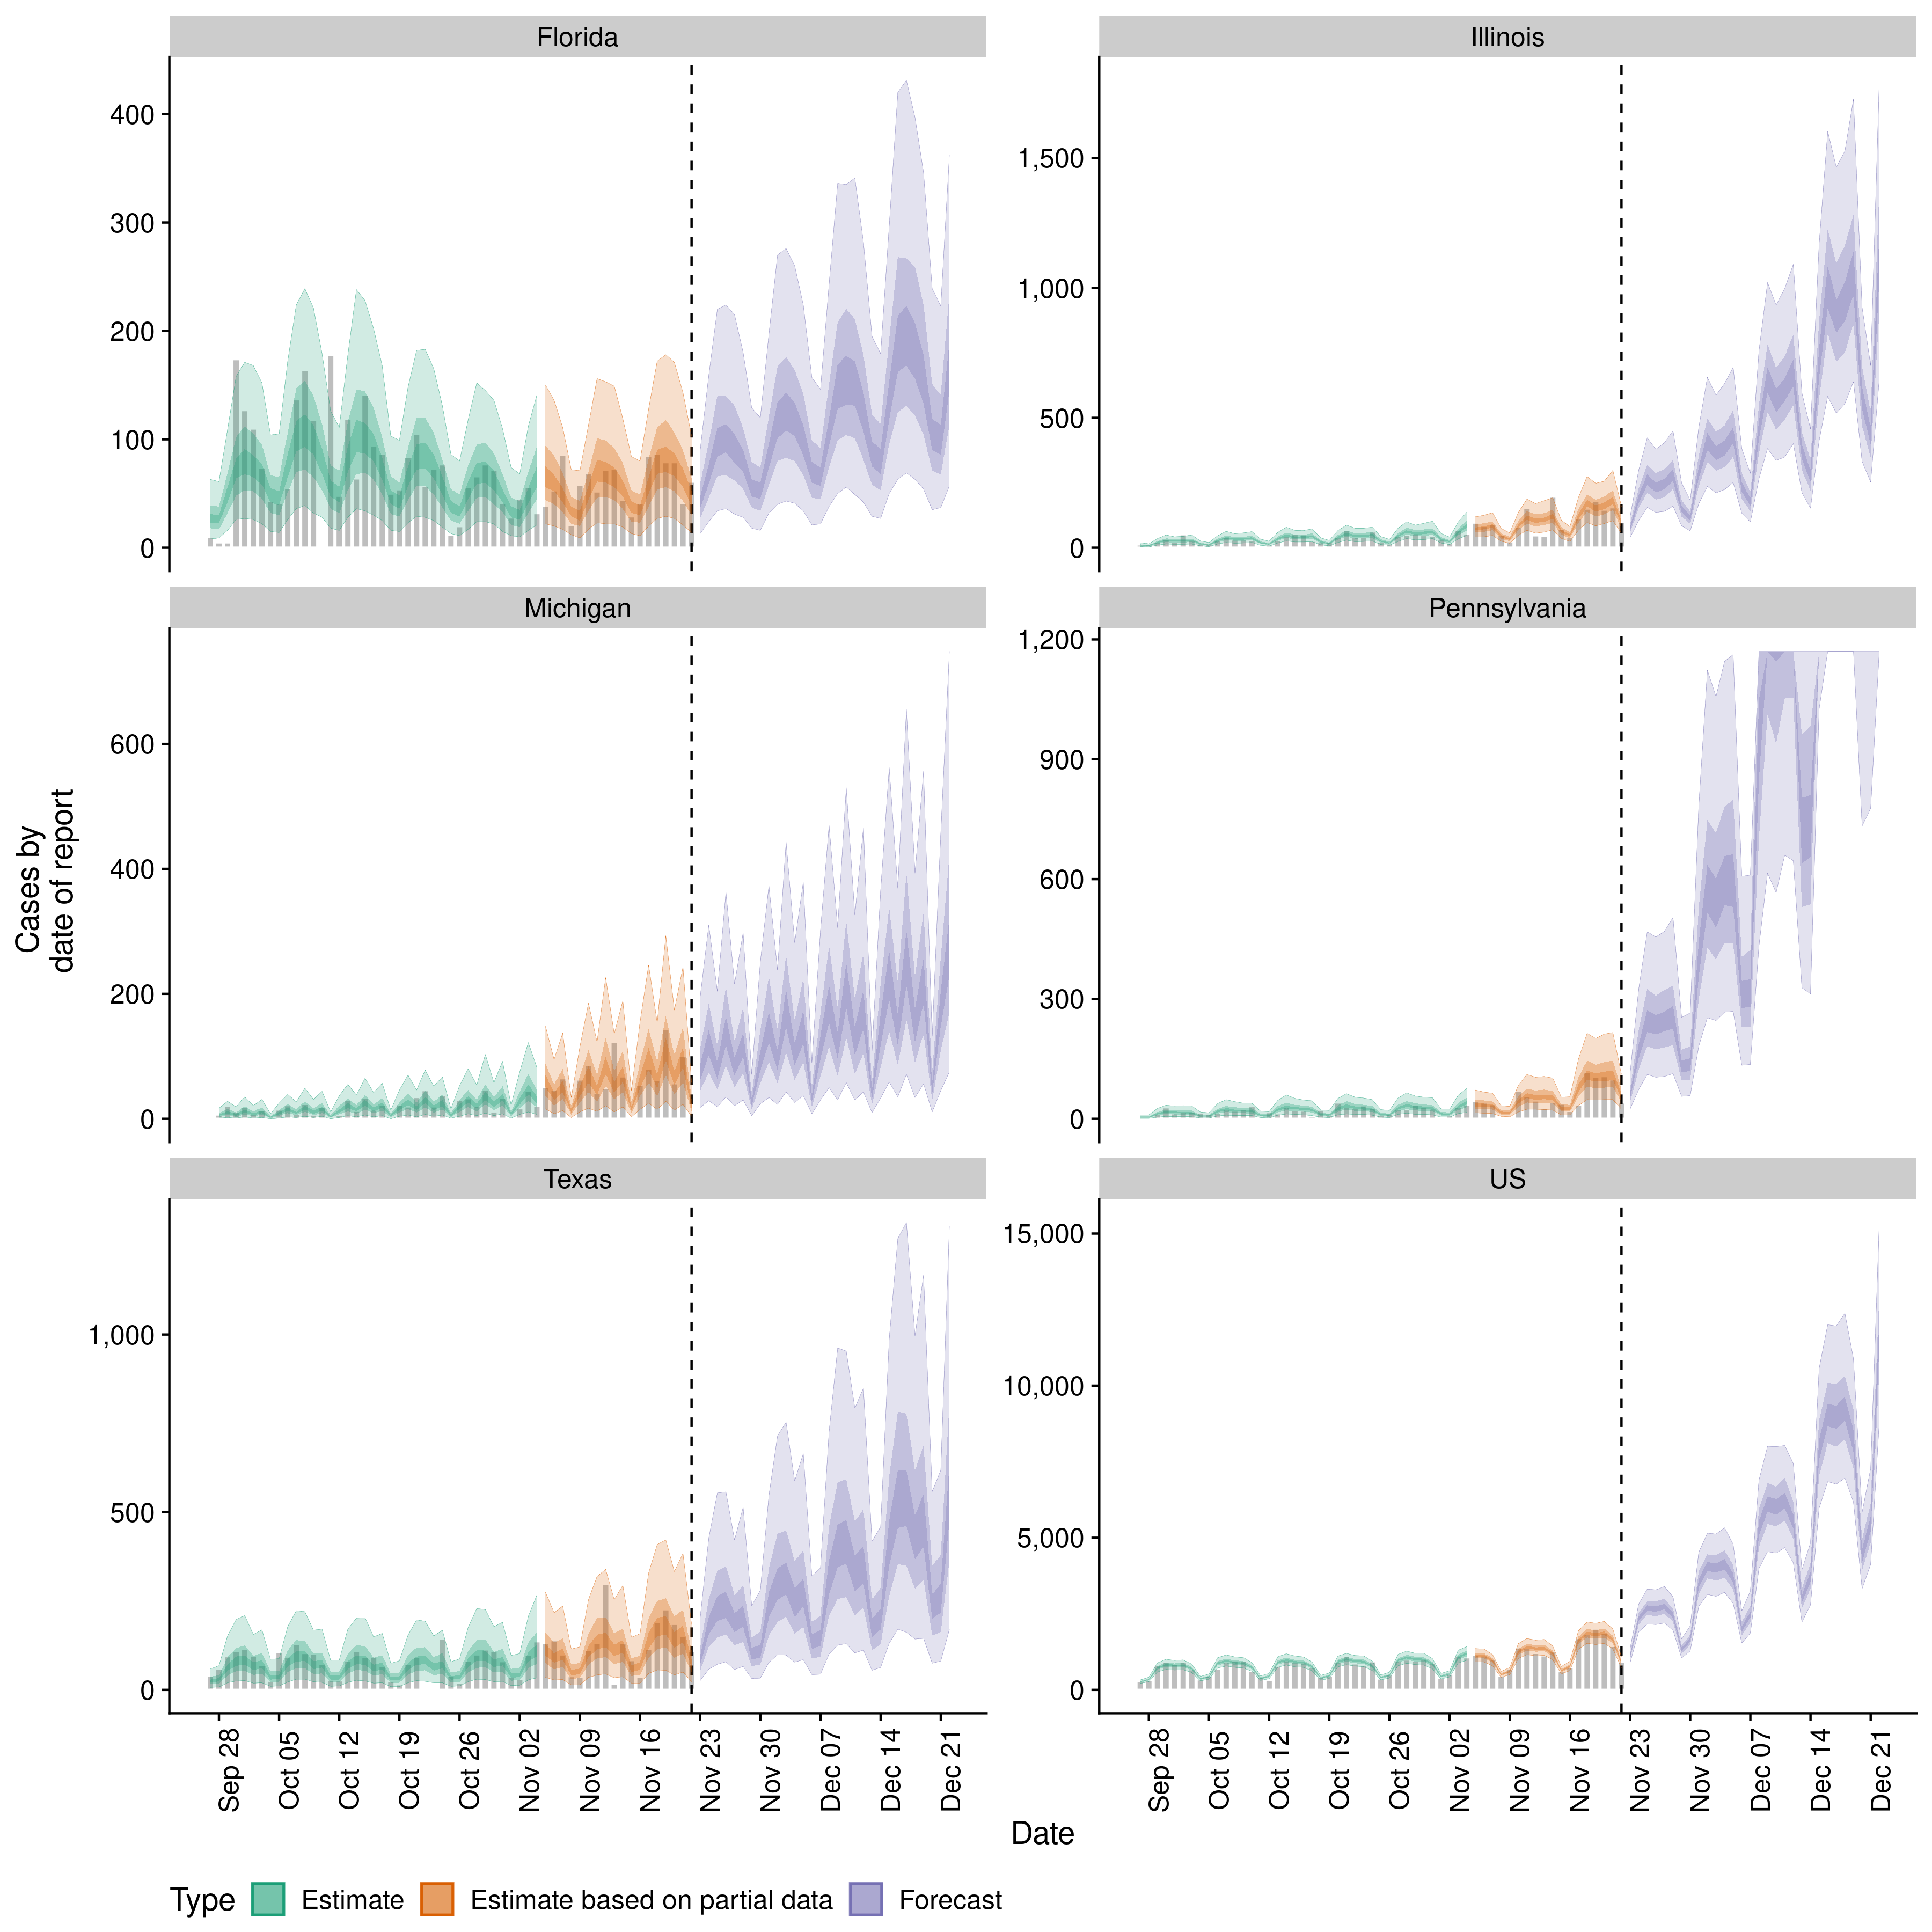 Florida
Illinois
400
300
200
100
0
1,500
1,000
500
0
Michigan
Pennsylvania
600
400
200
0
1,200
900
600
300
0
Cases by
date of report
Texas
US
1,000
500
0
15,000
10,000
5,000
0
Sep 28
Oct 05
Oct 12
Oct 19
Oct 26
Nov 02
Nov 09
Nov 16
Nov 23
Nov 30
Dec 07
Dec 14
Dec 21
Sep 28
Oct 05
Oct 12
Oct 19
Oct 26
Nov 02
Nov 09
Nov 16
Nov 23
Nov 30
Dec 07
Dec 14
Dec 21
Date
Type Estimate Estimate based on partial data Forecast